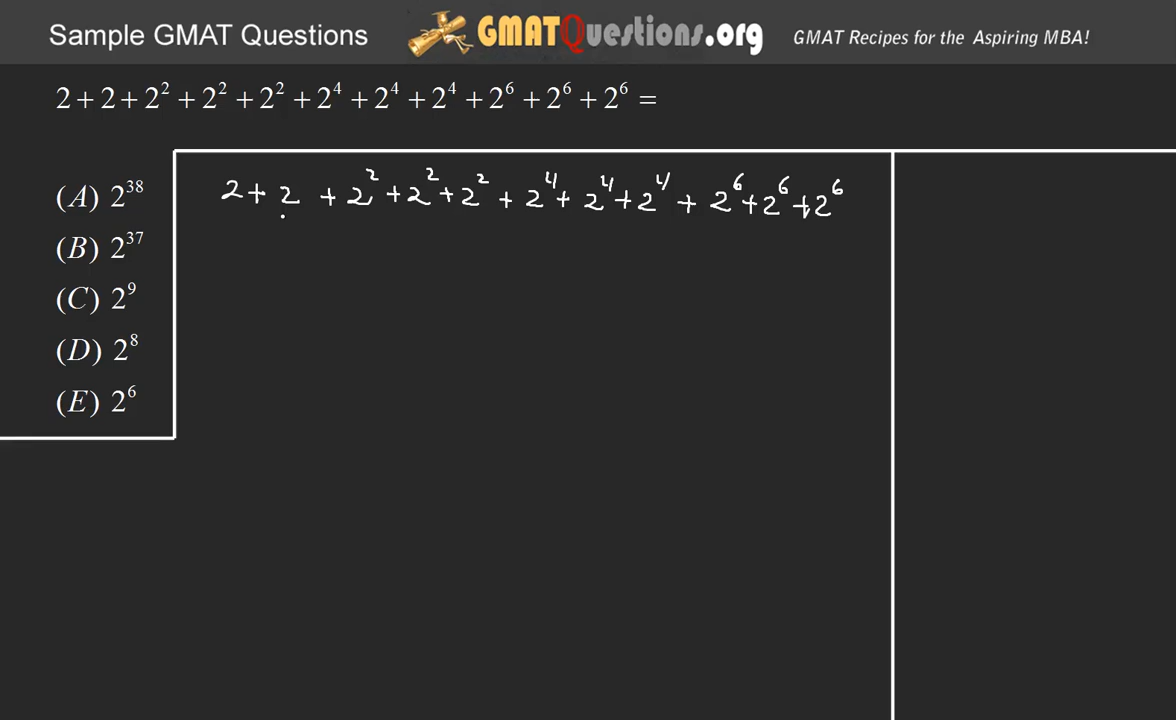 Sample GMAT Questions GMATQuestions.org GMAT Recipes for the Aspiring MBA!
2 + 2 + 2² + 2² + 2² + 2⁴ + 2⁴ + 2⁴ + 2⁶ + 2⁶ + 2⁶ =
(A) 2³⁸
2 + 2 + 2² + 2² + 2² + 2⁴ + 2⁴ + 2⁴ + 2⁶ + 2⁶ + 2⁶
(B) 2³⁷
(C) 2⁹
(D) 2⁸
(E) 2⁶